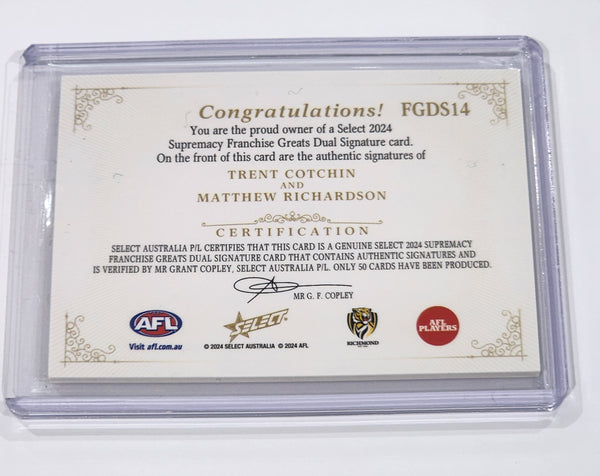 Congratulations! FGDS14
You are the proud owner of a Select 2024
Supremacy Franchise Greats Dual Signature card.
On the front of this card are the authentic signatures of
TRENT COTCHIN
AND
MATTHEW RICHARDSON
CERTIFICATION
SELECT AUSTRALIA P/L CERTIFIES THAT THIS CARD IS A GENUINE SELECT 2024 SUPREMACY
FRANCHISE GREATS DUAL SIGNATURE CARD THAT CONTAINS AUTHENTIC SIGNATURES AND
IS VERIFIED BY MR GRANT COPLEY, SELECT AUSTRALIA P/L. ONLY 50 CARDS HAVE BEEN PRODUCED.
MR G. F. COPLEY
AFL
Visit afl.com.au
SELECT
© 2024 SELECT AUSTRALIA © 2024 AFL
RICHMOND
AFL
PLAYERS